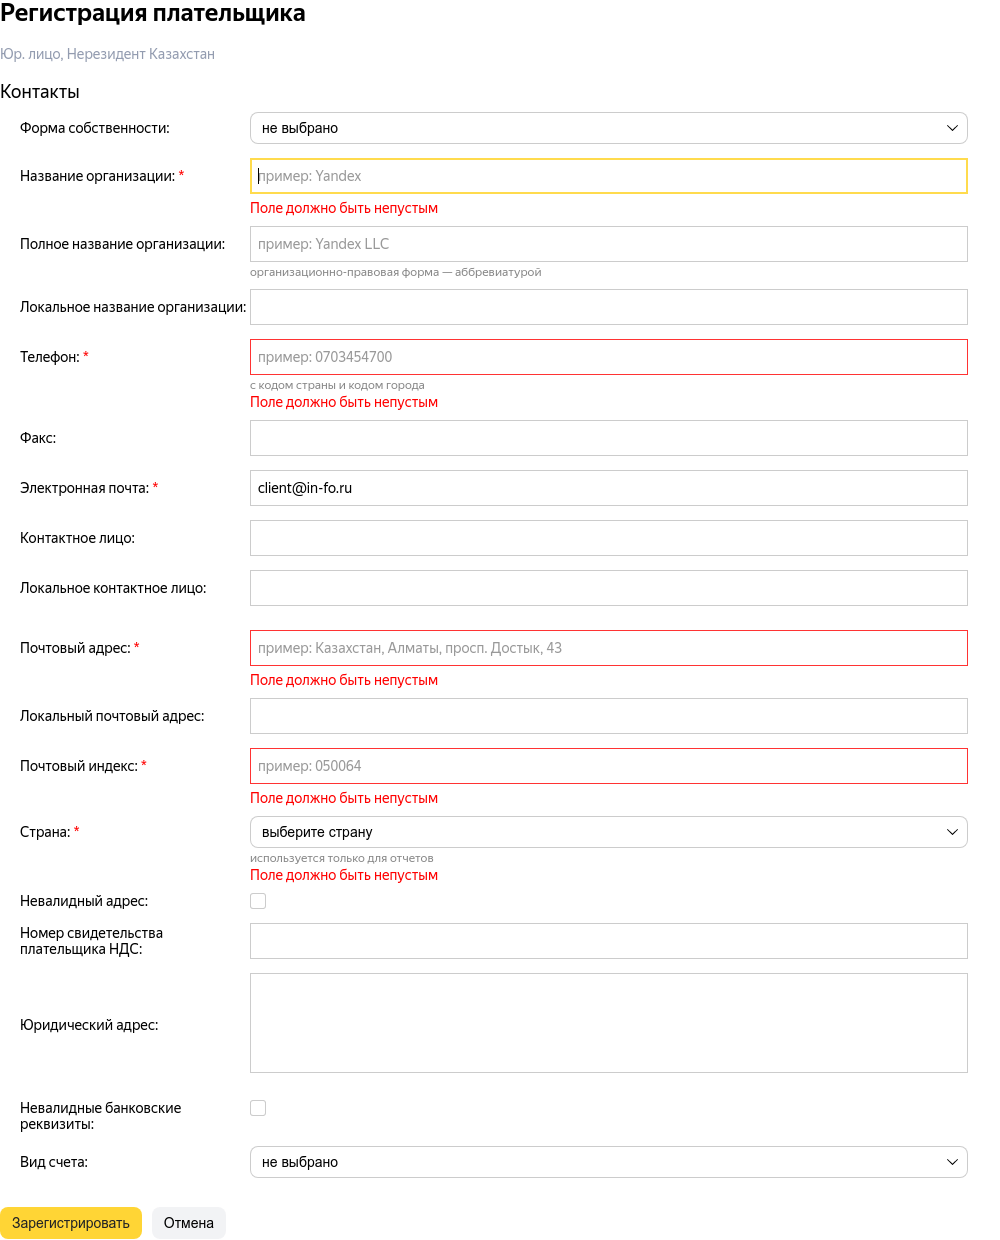 Регистрация плательщика
Юр. лицо, Нерезидент Казахстан
Контакты
Форма собственности:
не выбрано
Название организации: *
пример: Yandex
Поле должно быть непустым
Полное название организации:
пример: Yandex LLC
организационно-правовая форма — аббревиатурой
Локальное название организации:
Телефон: *
пример: 0703454700
с кодом страны и кодом города
Поле должно быть непустым
Факс:
Электронная почта: *
client@in-fo.ru
Контактное лицо:
Локальное контактное лицо:
Почтовый адрес: *
пример: Казахстан, Алматы, просп. Достык, 43
Поле должно быть непустым
Локальный почтовый адрес:
Почтовый индекс: *
пример: 050064
Поле должно быть непустым
Страна: *
выберите страну
используется только для отчетов
Поле должно быть непустым
Невалидный адрес:
Номер свидетельства
плательщика НДС:
Юридический адрес:
Невалидные банковские
реквизиты:
Вид счета:
не выбрано
Зарегистрировать
Отмена